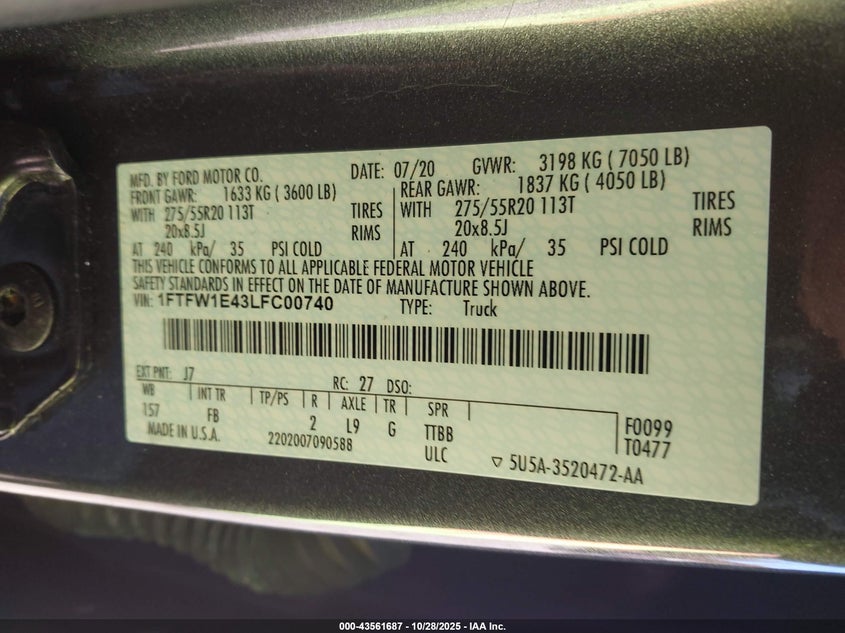 MFD. BY FORD MOTOR CO. DATE: 07/20 GVWR: 3198 KG ( 7050 LB)
FRONT GAWR: 1633 KG ( 3600 LB) REAR GAWR: 1837 KG ( 4050 LB)
WITH 275/55R20 113T TIRES WITH 275/55R20 113T TIRES
20x8.5J RIMS 20x8.5J RIMS
AT 240 kPa/ 35 PSI COLD AT 240 kPa/ 35 PSI COLD
THIS VEHICLE CONFORMS TO ALL APPLICABLE FEDERAL MOTOR VEHICLE
SAFETY STANDARDS IN EFFECT ON THE DATE OF MANUFACTURE SHOWN ABOVE.
VIN: 1FTFW1E43LFC00740 TYPE: Truck
EXT PNT: J7 RC: 27 DSO:
WB INT TR TP/PS R AXLE TR SPR F0099
157 FB 2 L9 G TTBB T0477
MADE IN U.S.A. 2202007090588 ULC ▽ 5U5A-3520472-AA
000-43561687 - 10/28/2025 - IAA Inc.